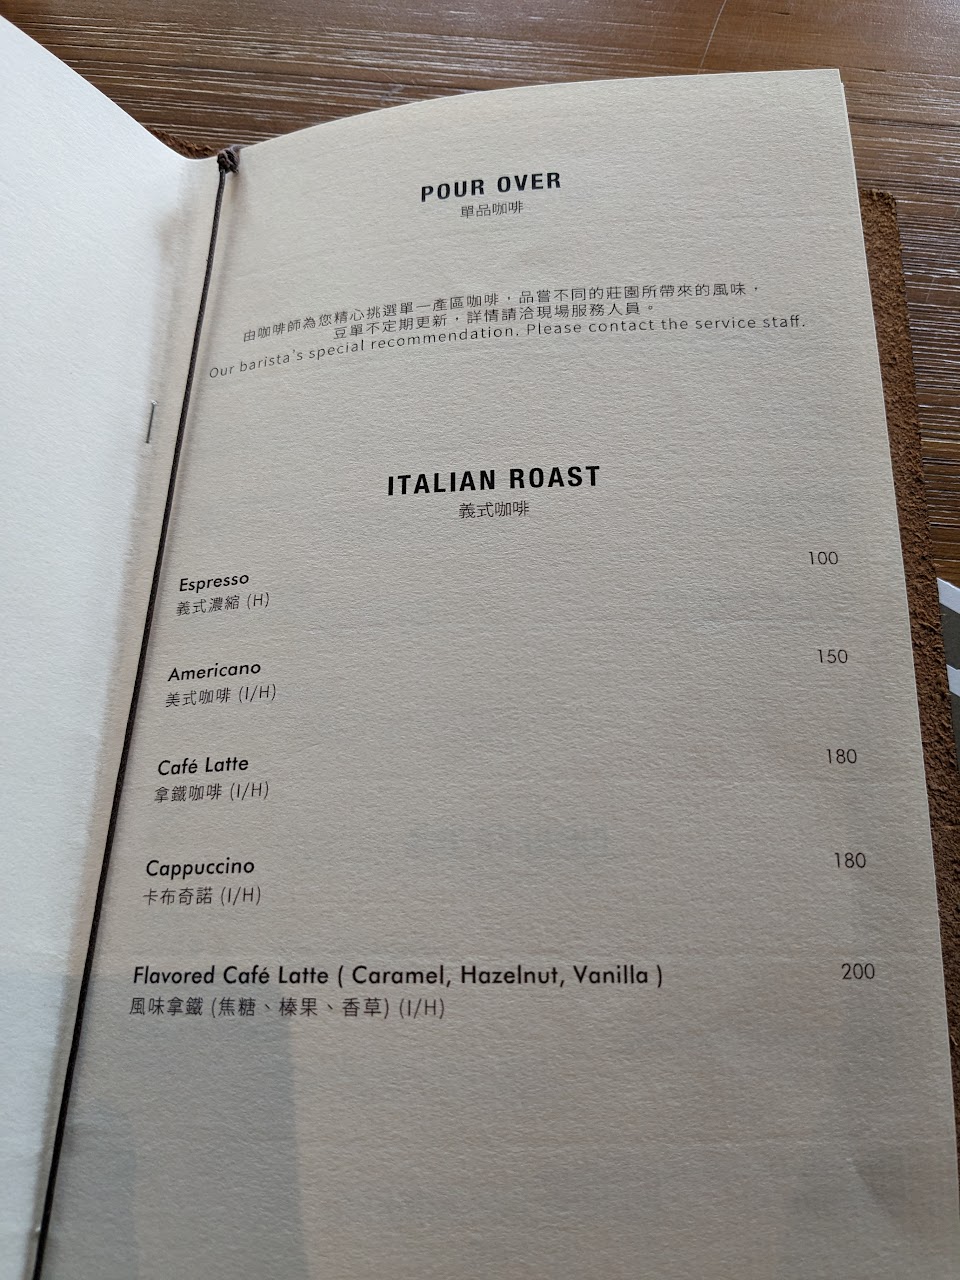 POUR OVER
單品咖啡
由咖啡師為您精心挑選單一產區咖啡，品嘗不同的莊園所帶來的風味，
豆單不定期更新，詳情請洽現場服務人員。
Our barista's special recommendation. Please contact the service staff.
ITALIAN ROAST
義式咖啡
Espresso 100
義式濃縮 (H)
Americano 150
美式咖啡 (I/H)
Café Latte 180
拿鐵咖啡 (I/H)
Cappuccino 180
卡布奇諾 (I/H)
Flavored Café Latte ( Caramel, Hazelnut, Vanilla ) 200
風味拿鐵 (焦糖、榛果、香草) (I/H)